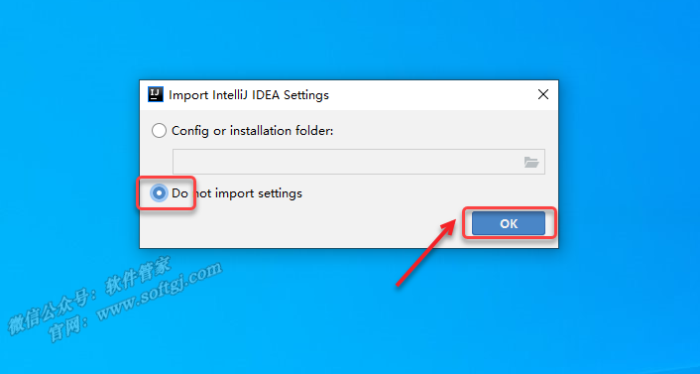 IJ
Import IntelliJ IDEA Settings
Config or installation folder:
Do not import settings
OK
微信公众号：软件管家
官网：www.softgj.com